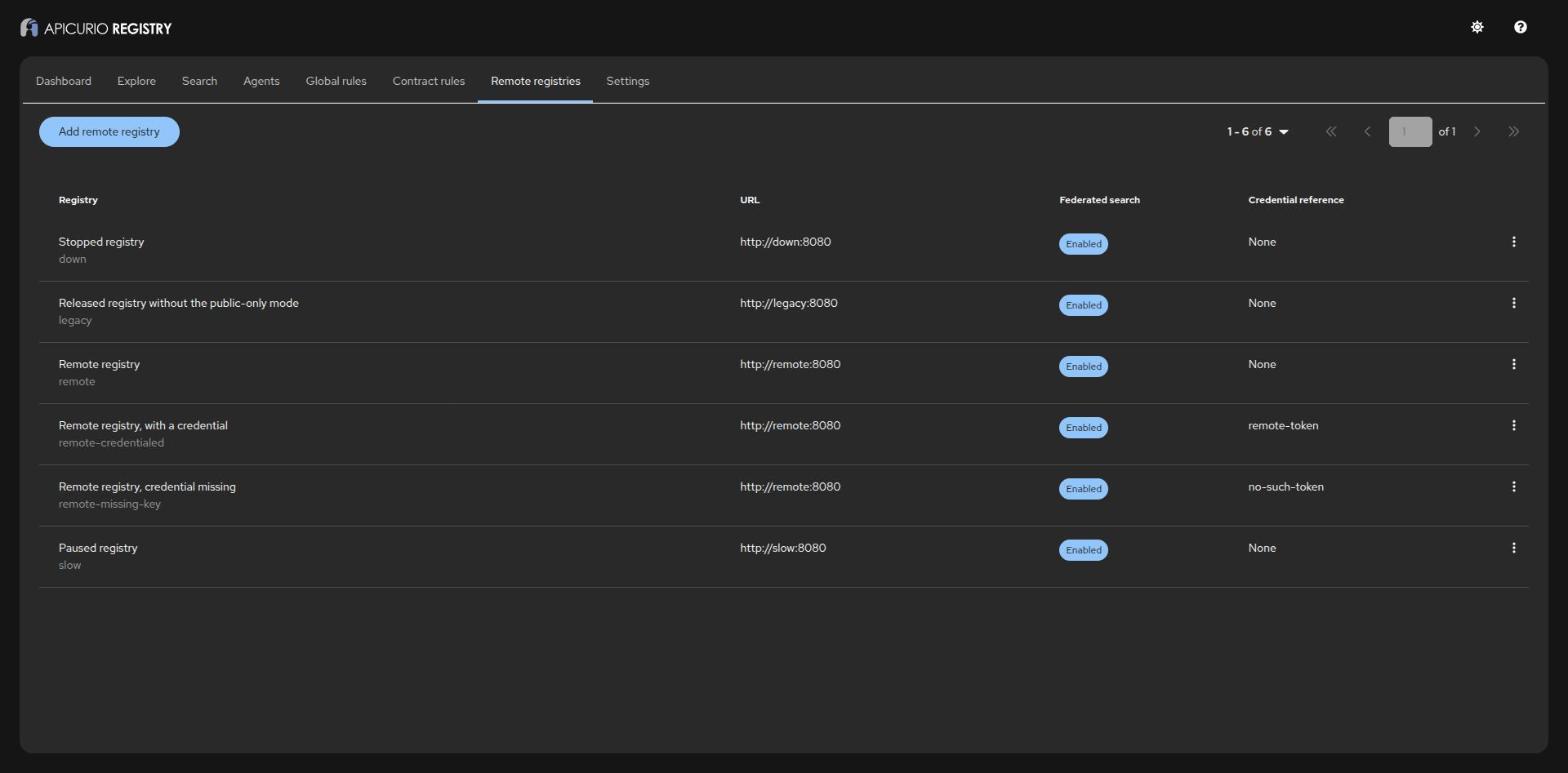 APICURIO REGISTRY
Dashboard Explore Search Agents Global rules Contract rules Remote registries Settings
Add remote registry 1 - 6 of 6 1 of 1
Registry URL Federated search Credential reference
Stopped registry http://down:8080 Enabled None
down
Released registry without the public-only mode http://legacy:8080 Enabled None
legacy
Remote registry http://remote:8080 Enabled None
remote
Remote registry, with a credential http://remote:8080 Enabled remote-token
remote-credentialed
Remote registry, credential missing http://remote:8080 Enabled no-such-token
remote-missing-key
Paused registry http://slow:8080 Enabled None
slow